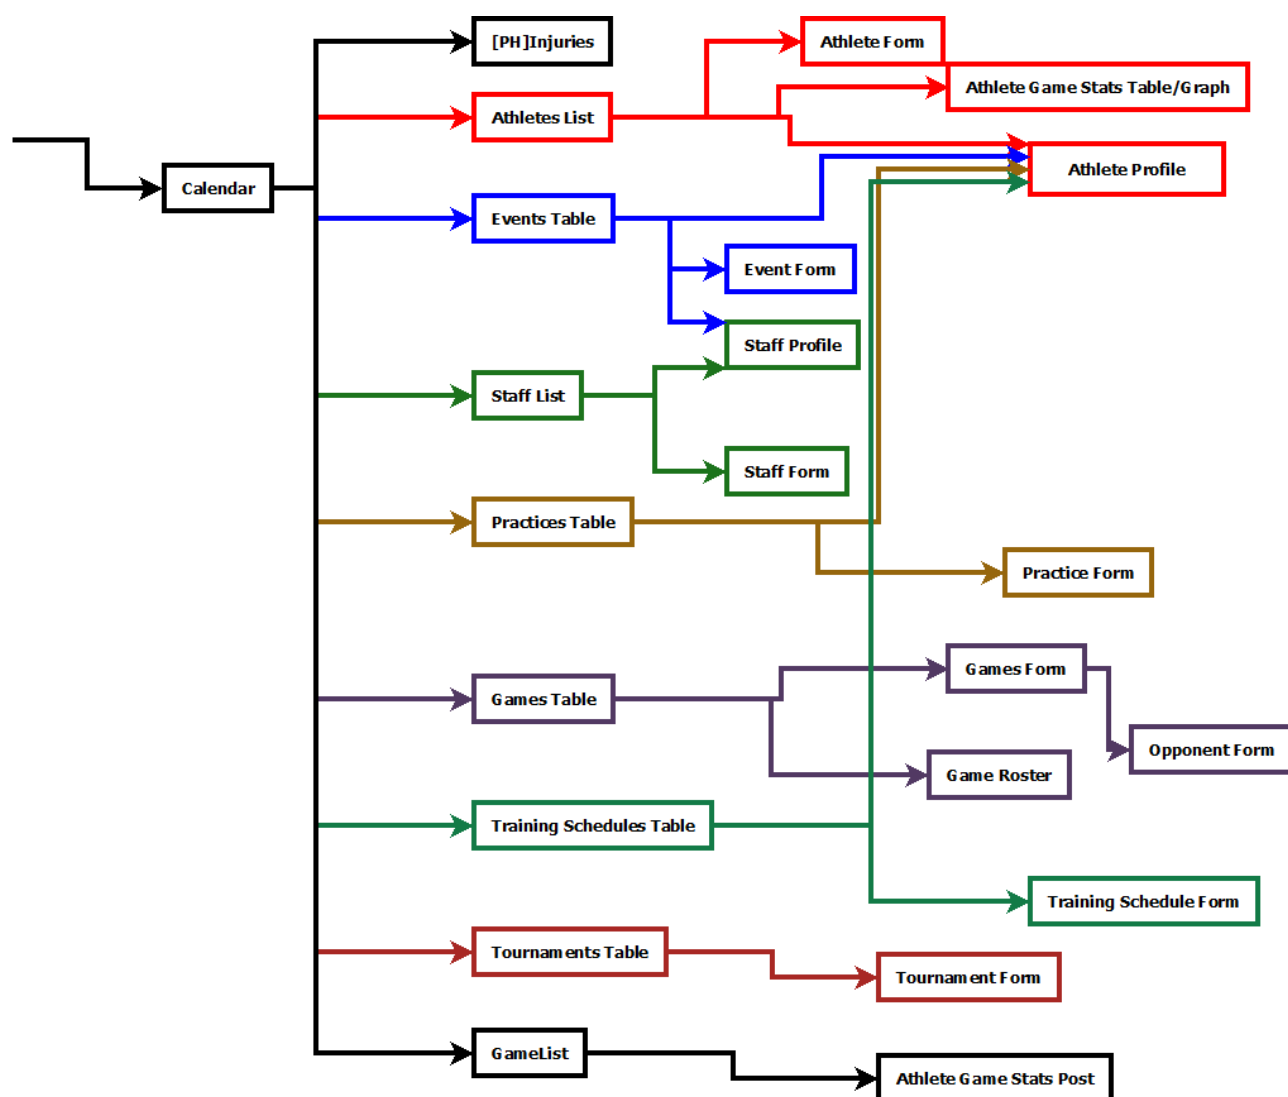 [PH]Injuries
Athlete Form
Athlete Game Stats Table/Graph
Athletes List
Athlete Profile
Calendar
Events Table
Event Form
Staff Profile
Staff List
Staff Form
Practices Table
Practice Form
Games Form
Games Table
Opponent Form
Game Roster
Training Schedules Table
Training Schedule Form
Tournaments Table
Tournament Form
GameList
Athlete Game Stats Post